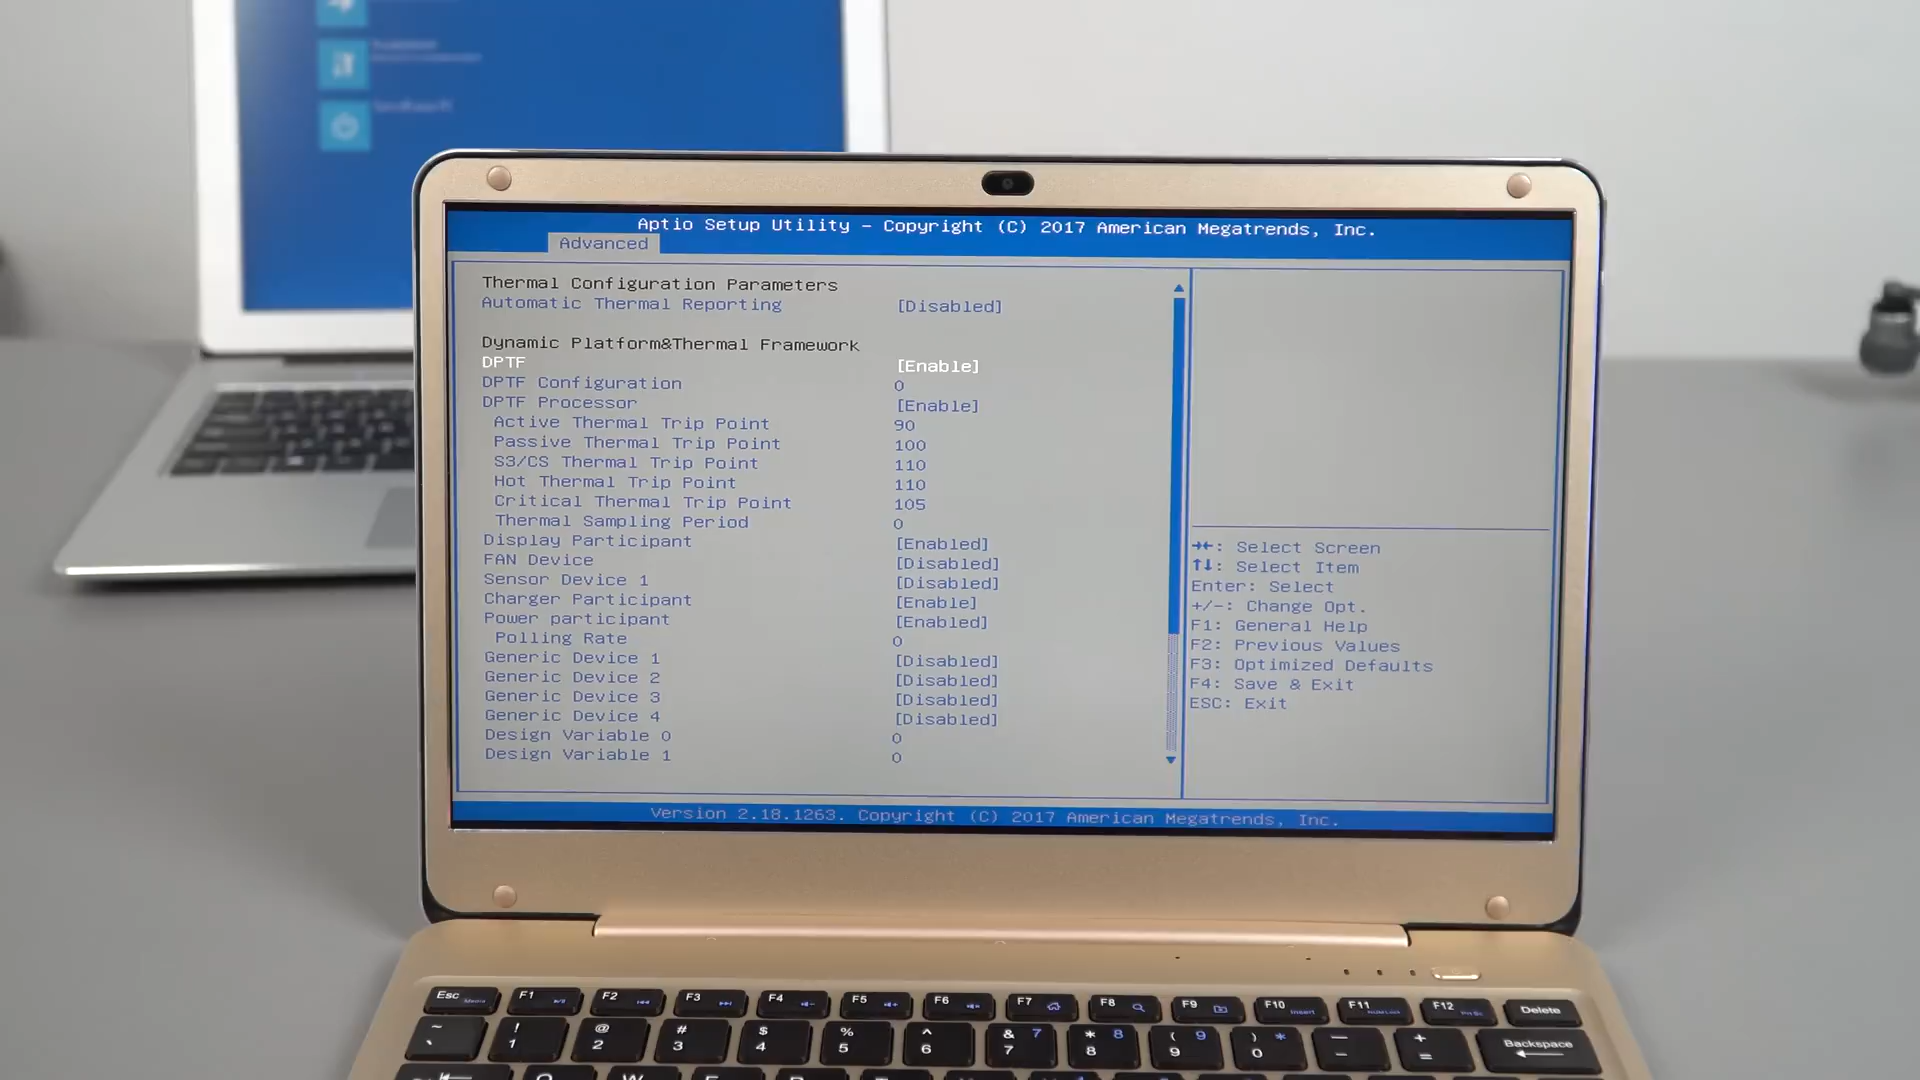 Aptio Setup Utility - Copyright (C) 2017 American Megatrends, Inc.
Advanced
Thermal Configuration Parameters
Automatic Thermal Reporting [Disabled]
Dynamic Platform&Thermal Framework
DPTF [Enable]
DPTF Configuration 0
DPTF Processor [Enable]
Active Thermal Trip Point 90
Passive Thermal Trip Point 100
S3/CS Thermal Trip Point 110
Hot Thermal Trip Point 110
Critical Thermal Trip Point 105
Thermal Sampling Period 0
Display Participant [Enabled]
FAN Device [Disabled]
Sensor Device 1 [Disabled]
Charger Participant [Enable]
Power participant [Enabled]
Polling Rate 0
Generic Device 1 [Disabled]
Generic Device 2 [Disabled]
Generic Device 3 [Disabled]
Generic Device 4 [Disabled]
Design Variable 0 0
Design Variable 1 0
→←: Select Screen
↑↓: Select Item
Enter: Select
+/-: Change Opt.
F1: General Help
F2: Previous Values
F3: Optimized Defaults
F4: Save & Exit
ESC: Exit
Version 2.18.1263. Copyright (C) 2017 American Megatrends, Inc.
Esc F1 F2 F3 F4 F5 F6 F7 F8 F9 F10 Insert F11 F12 Delete
~ ! @ # $ % ^ & 7 * 8 ( 9 ) * — +
` 1 2 3 4 5 6 7 8 9 0 - = Backspace